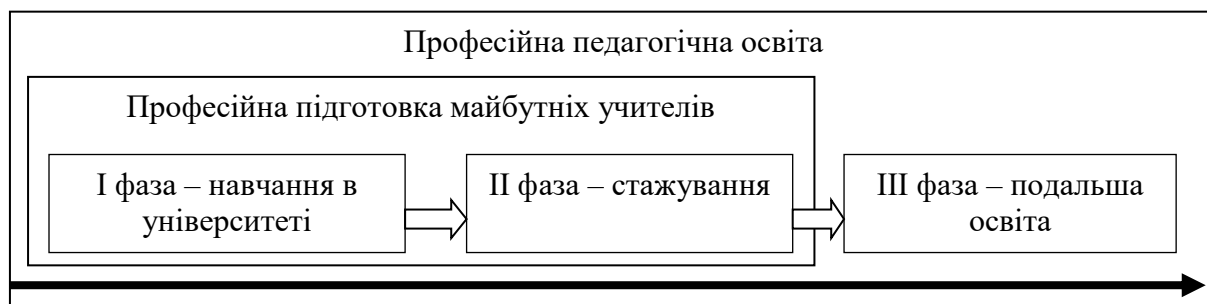 Професійна педагогічна освіта
Професійна підготовка майбутніх учителів
І фаза – навчання в
університеті
ІІ фаза – стажування
ІІІ фаза – подальша
освіта